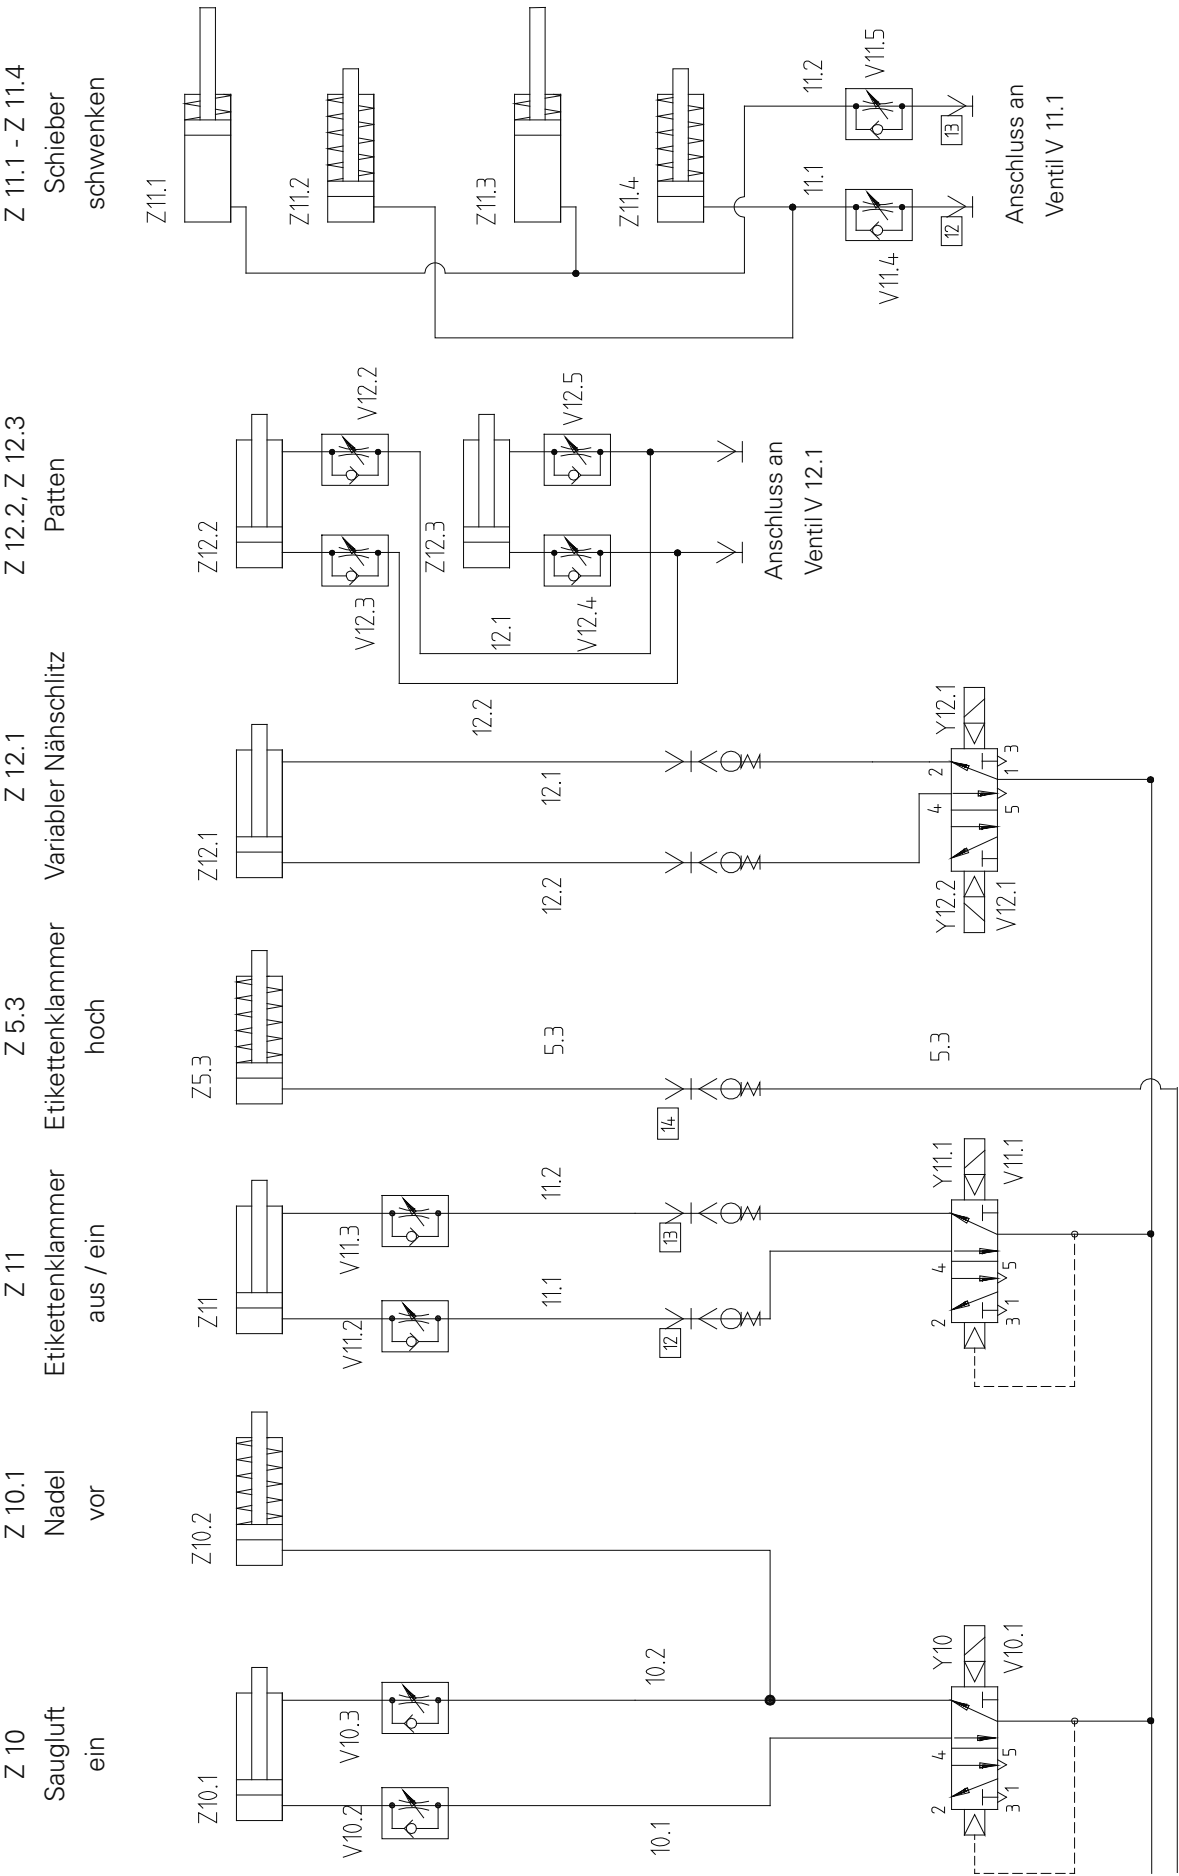 Z 10
Saugluft
ein
Z 10.1
Nadel
vor
Z 11
Etikettenklammer
aus / ein
Z 5.3
Etikettenklammer
hoch
Z 12.1
Variabler Nähschlitz
Z 12.2, Z 12.3
Patten
Z 11.1 - Z 11.4
Schieber
schwenken
Z10.1
V10.2
V10.3
10.1
10.2
Y10
V10.1
2
4
3
1
5
Z10.2
Z11
V11.2
V11.3
11.1
11.2
12
13
Y11.1
V11.1
2
4
3
1
5
Z5.3
5.3
14
5.3
Z12.1
12.2
12.1
Y12.2
V12.1
4
2
5
1
3
Y12.1
Z12.2
V12.3
V12.2
12.2
12.1
Z12.3
V12.4
V12.5
Anschluss an
Ventil V 12.1
Z11.1
Z11.2
Z11.3
Z11.4
11.1
11.2
V11.4
V11.5
12
13
Anschluss an
Ventil V 11.1